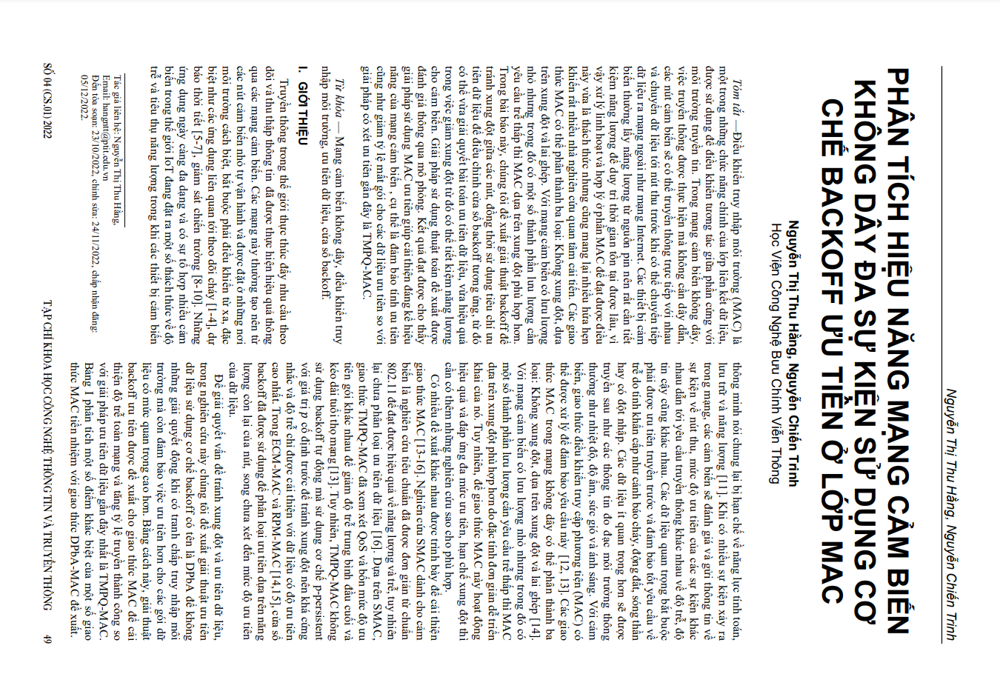 Nguyễn Thị Thu Hằng, Nguyễn Chiến Trinh
PHÂN TÍCH HIỆU NĂNG MẠNG CẢM BIẾN
KHÔNG DÂY ĐA SỰ KIỆN SỬ DỤNG CƠ
CHẾ BACKOFF ƯU TIÊN Ở LỚP MAC
Nguyễn Thị Thu Hằng, Nguyễn Chiến Trinh
Học Viện Công Nghệ Bưu Chính Viễn Thông
Tóm tắt —Điều khiển truy nhập môi trường (MAC) là
một trong những chức năng chính của lớp liên kết dữ liệu,
được sử dụng để điều khiển tương tác giữa phần cứng với
môi trường truyền tin. Trong mạng cảm biến không dây,
việc truyền thông được thực hiện mà không cần dây dẫn,
các nút cảm biến sẽ có thể truyền thông trực tiếp với nhau
và chuyển dữ liệu tới nút thu trước khi có thể chuyển tiếp
dữ liệu ra mạng ngoài như mạng Internet. Các thiết bị cảm
biến thường lấy năng lượng từ nguồn pin nên rất cần tiết
kiệm năng lượng để duy trì thời gian tồn tại được lâu, vì
vậy xử lý linh hoạt và hợp lý ở phần MAC để đạt được điều
này vừa là thách thức nhưng cũng mang lại nhiều hứa hẹn
khiến rất nhiều nhà nghiên cứu quan tâm cải tiến. Các giao
thức MAC có thể phân thành ba loại: Không xung đột, dựa
trên xung đột và lai ghép. Với mạng cảm biến có lưu lượng
nhỏ nhưng trong đó có một số thành phần lưu lượng cần
yêu cầu trễ thấp thì MAC dựa trên xung đột phù hợp hơn.
Trong bài báo này, chúng tôi đề xuất giải thuật backoff để
tránh xung đột giữa các nút, đồng thời sử dụng tiêu chí ưu
tiên dữ liệu để điều chỉnh cửa sổ backoff tương ứng, từ đó
có thể vừa giải quyết bài toán ưu tiên dữ liệu, vừa hiệu quả
trong việc giảm xung đột từ đó có thể tiết kiệm năng lượng
cho cảm biến. Giải pháp sử dụng thuật toán đề xuất được
đánh giá thông qua mô phỏng. Kết quả đạt được cho thấy
giải pháp sử dụng MAC ưu tiên giúp cải thiện đáng kể hiệu
năng của mạng cảm biến , cụ thể là đảm bảo tính ưu tiên
cũng như giảm tỷ lệ mất gói cho các dữ liệu ưu tiên so với
giải pháp có xét ưu tiên gần đây là TMPQ-MAC.
Từ khóa — Mạng cảm biến không dây, điều khiển truy
nhập môi trường, ưu tiên dữ liệu, cửa sổ backoff.
I. GIỚI THIỆU
Truyền thông trong thế giới thực thúc đẩy nhu cầu theo
dõi và thu thập thông tin đã được thực hiện hiệu quả thông
qua các mạng cảm biến. Các mạng này thường tạo nên từ
các nút cảm biến nhỏ tự vận hành và được đặt ở những nơi
môi trường cách biệt, bắt buộc phải điều khiển từ xa, đặc
biệt như các ứng dụng liên quan tới theo dõi cháy [1-4], dự
báo thời tiết [5-7], giám sát chiến trường [8-10]. Những
ứng dụng ngày càng đa dạng và có sự tổ hợp nhiều cảm
biến trong thế giới IoT đang đặt ra một số thách thức về độ
trễ và tiêu thụ năng lượng trong khi các thiết bị cảm biến
Tác giả liên hệ: Nguyễn Thị Thu Hằng,
Email: hangntt@ptit.edu.vn
Đến tòa soạn: 23/10/2022, chỉnh sửa: 24/11/2022, chấp nhận đăng:
05/12/2022.
thông minh nói chung lại bị hạn chế về năng lực tính toán,
lưu trữ và năng lượng [11]. Khi có nhiều sự kiện xảy ra
trong mạng, các cảm biến sẽ đánh giá và gửi thông tin về
sự kiện về nút thu, mức độ ưu tiên của các sự kiện khác
nhau dẫn tới yêu cầu truyền thông khác nhau về độ trễ, độ
tin cậy cũng khác nhau. Các dữ liệu quan trọng bắt buộc
phải được ưu tiên truyền trước và đảm bảo tốt yêu cầu về
trễ do tính khẩn cấp như cảnh báo cháy, động đất, sóng thần
hay có đột nhập. Các dữ liệu ít quan trọng hơn sẽ được
truyền sau như các thông tin đo đạc môi trường thông
thường như nhiệt độ, độ ẩm, sức gió và ánh sáng. Với cảm
biến, giao thức điều khiển truy cập phương tiện (MAC) có
thể được xử lý để đảm bảo yêu cầu này [12,13]. Các giao
thức MAC trong mạng không dây có thể phân thành ba
loại: Không xung đột, dựa trên xung đột và lai ghép [14].
Với mạng cảm biến có lưu lượng nhỏ nhưng trong đó có
một số thành phần lưu lượng cần yêu cầu trễ thấp thì MAC
dựa trên xung đột phù hợp hơn do đặc tính đơn giản dễ triển
khai của nó. Tuy nhiên, để giao thức MAC này hoạt động
hiệu quả và đáp ứng đa mức ưu tiên, hạn chế xung đột thì
cần có thêm những nghiên cứu sao cho phù hợp.
Có nhiều đề xuất khác nhau được trình bày để cải thiện
giao thức MAC [13-16]. Nghiên cứu SMAC dành cho cảm
biến là nghiên cứu tiêu chuẩn đã được đơn giản từ chuẩn
802.11 để đạt được hiệu quả về năng lượng và trễ, tuy nhiên
lại chưa phân loại ưu tiên dữ liệu [16]. Dựa trên SMAC,
giao thức TMPQ-MAC đã xem xét QoS và bốn mức độ ưu
tiên gói khác nhau để giảm độ trễ trung bình đầu cuối và
kéo dài tuổi thọ mạng [13]. Tuy nhiên, TMPQ-MAC không
sử dụng backoff tự động mà sử dụng cơ chế p-persistent
với giá trị p cố định trước để tránh xung đột nên khá cứng
nhắc và độ trễ chỉ được cải thiện với dữ liệu có độ ưu tiên
cao nhất. Trong ECM-MAC và RPM-MAC [14,15], cửa sổ
backoff đã được sử dụng để phân loại ưu tiên dựa trên năng
lượng còn lại của nút, song chưa xét đến mức độ ưu tiên
của dữ liệu.
Để giải quyết vấn đề tránh xung đột và ưu tiên dữ liệu,
trong nghiên cứu này chúng tôi đề xuất giải thuật ưu tiên
dữ liệu sử dụng cơ chế backoff có tên là DPbA để không
những giải quyết động khi có tranh chấp truy nhập môi
trường mà còn đảm bảo việc ưu tiên hơn cho các gói dữ
liệu có mức quan trọng cao hơn. Bằng cách này, giải thuật
backoff ưu tiên được đề xuất cho giao thức MAC để cải
thiện độ trễ toàn mạng và tăng tỷ lệ truyền thành công so
với giải pháp ưu tiên dữ liệu gần đây nhất là TMPQ-MAC.
Bảng 1 phân tích một số điểm khác biệt của một số giao
thức MAC tiền nhiệm với giao thức DPbA-MAC đề xuất.
SỐ 04 (CS.01) 2022
TẠP CHÍ KHOA HỌC CÔNG NGHỆ THÔNG TIN VÀ TRUYỀN THÔNG
49